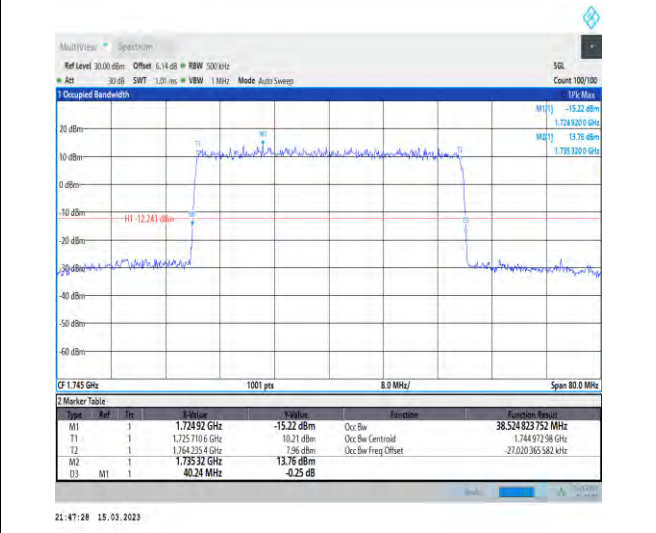 MultiView Spectrum
Ref Level 30.00 dBm Offset 6.14 dB RBW 500 kHz SGL
Att 30 dB SWT 1.01 ms VBW 1 MHz Mode Auto Sweep Count 100/100
1 Occupied Bandwidth 1Pk Max
M1[1] -15.22 dBm
1.724 920 0 GHz
M2[1] 13.76 dBm
1.735 320 0 GHz
20 dBm
T1 M2 T2
10 dBm
0 dBm
-10 dBm
H1 -12.241 dBm
M1
D3
-20 dBm
-30 dBm
-40 dBm
-50 dBm
-60 dBm
CF 1.745 GHz 1001 pts 8.0 MHz/ Span 80.0 MHz
2 Marker Table
Type Ref Trc X-Value Y-Value Function Function Result
M1 1 1.72492 GHz -15.22 dBm Occ Bw 38.524 823 752 MHz
T1 1 1.725 710 6 GHz 10.21 dBm Occ Bw Centroid 1.744 972 98 GHz
T2 1 1.764 235 4 GHz 7.96 dBm Occ Bw Freq Offset -27.020 365 582 kHz
M2 1 1.73532 GHz 13.76 dBm
D3 M1 1 40.24 MHz -0.25 dB
21:47:28 15.03.2023